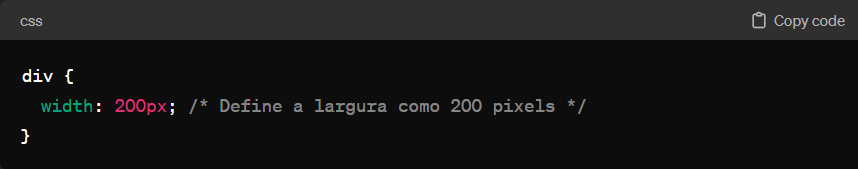 css Copy code
div {
  width: 200px; /* Define a largura como 200 pixels */
}